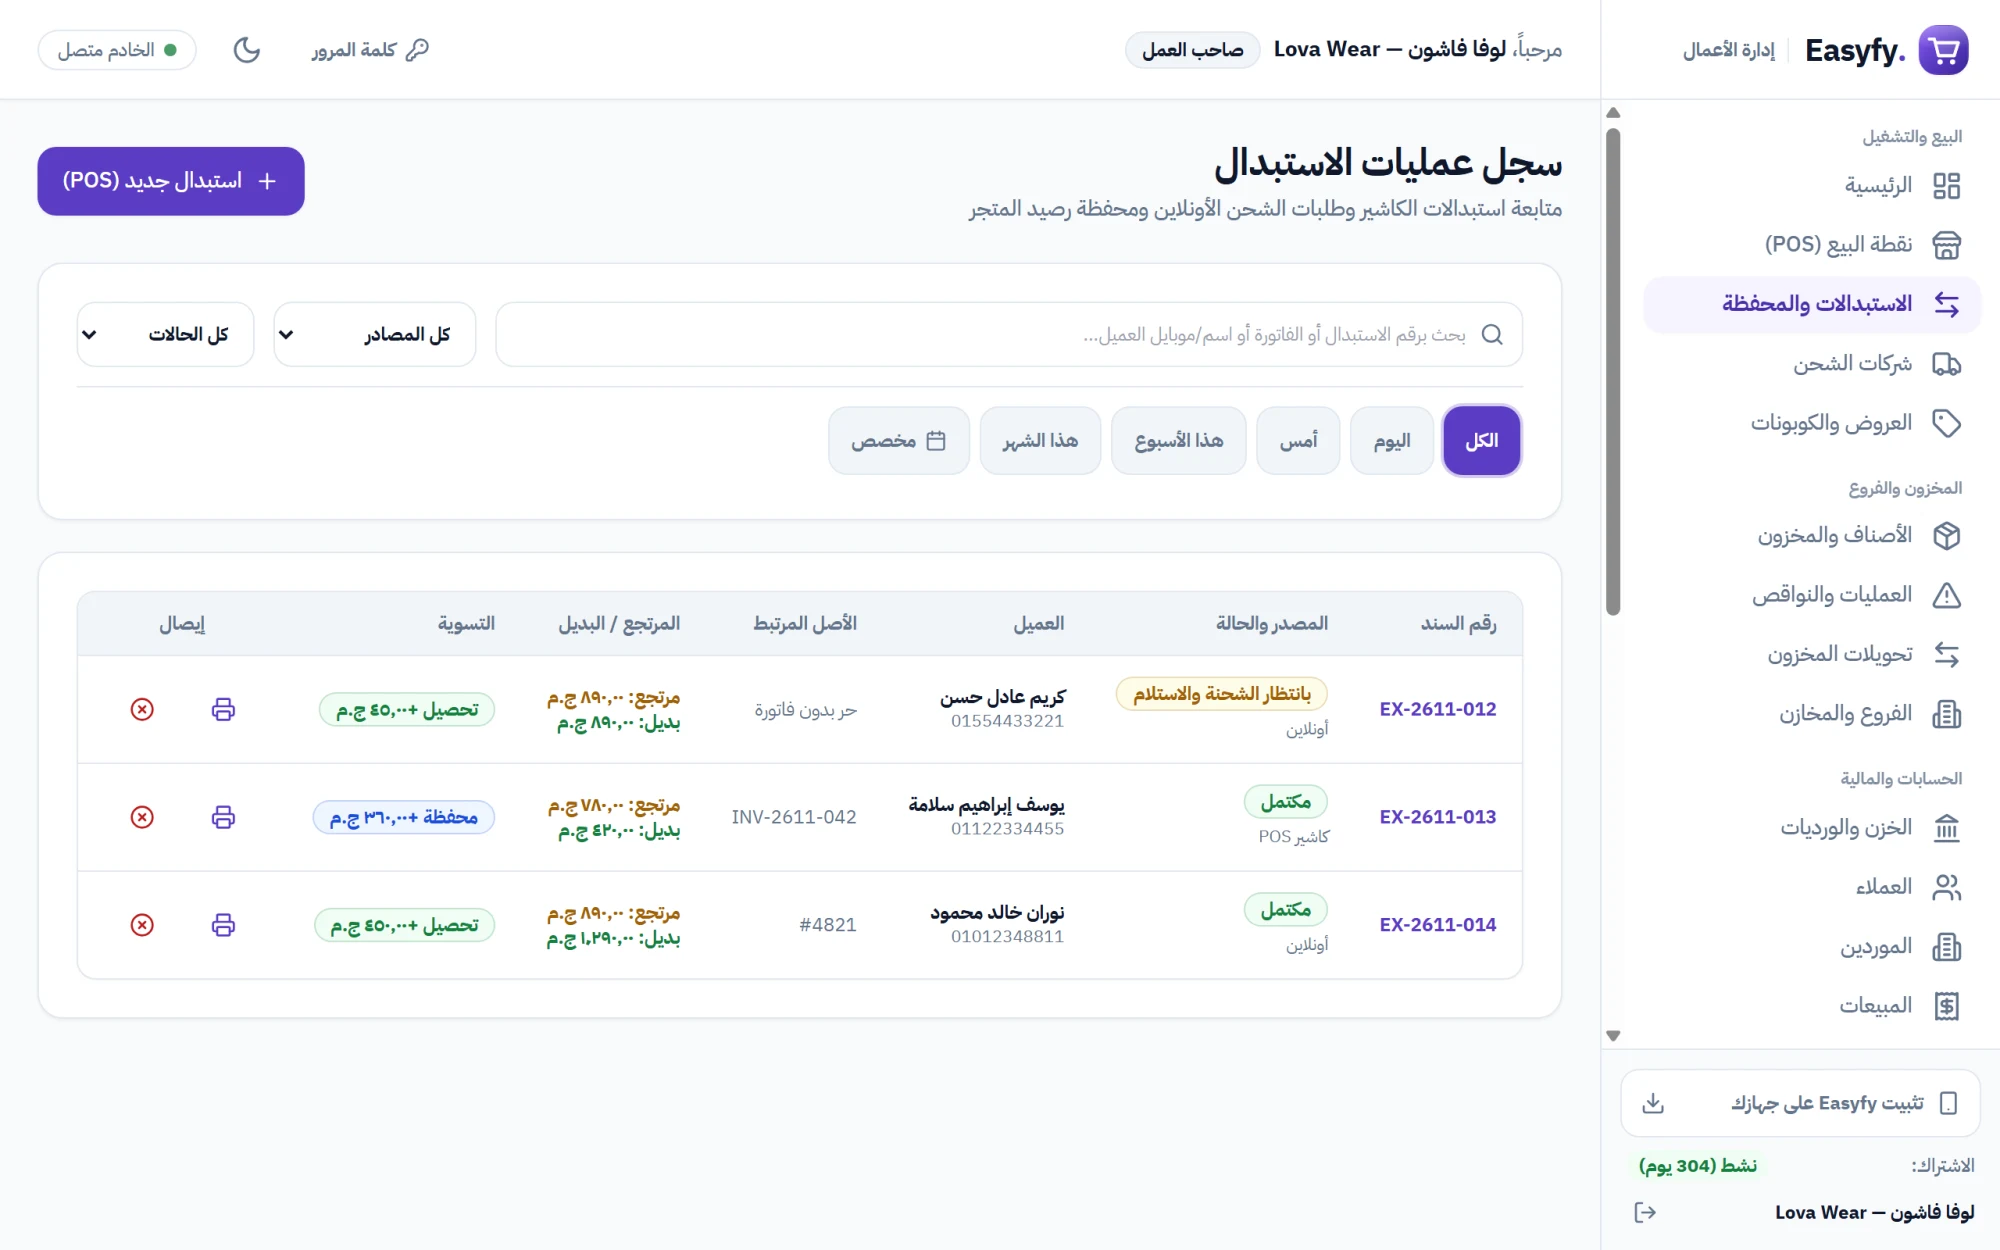 Easyfy.
إدارة الأعمال
مرحباً، لوفا فاشون — Lova Wear
صاحب العمل
كلمة المرور
الخادم متصل
البيع والتشغيل
الرئيسية
نقطة البيع (POS)
الاستبدالات والمحفظة
شركات الشحن
العروض والكوبونات
المخزون والفروع
الأصناف والمخزون
العمليات والنواقص
تحويلات المخزون
الفروع والمخازن
الحسابات والمالية
الخزن والورديات
العملاء
الموردين
المبيعات
تثبيت Easyfy على جهازك
الاشتراك: نشط (304 يوم)
لوفا فاشون — Lova Wear
سجل عمليات الاستبدال
متابعة استبدالات الكاشير وطلبات الشحن الأونلاين ومحفظة رصيد المتجر
+ استبدال جديد (POS)
بحث برقم الاستبدال أو الفاتورة أو اسم/موبايل العميل...
كل المصادر
كل الحالات
الكل
اليوم
أمس
هذا الأسبوع
هذا الشهر
مخصص
رقم السند المصدر والحالة العميل الأصل المرتبط المرتجع / البديل التسوية إيصال
EX-2611-012
بانتظار الشحنة والاستلام
أونلاين
كريم عادل حسن
01554433221
حر بدون فاتورة
مرتجع: ٨٩٠,٠٠ ج.م
بديل: ٨٩٠,٠٠ ج.م
تحصيل +٤٥,٠٠ ج.م
EX-2611-013
مكتمل
كاشير POS
يوسف إبراهيم سلامة
01122334455
INV-2611-042
مرتجع: ٧٨٠,٠٠ ج.م
بديل: ٤٢٠,٠٠ ج.م
محفظة +٣٦٠,٠٠ ج.م
EX-2611-014
مكتمل
أونلاين
نوران خالد محمود
01012348811
#4821
مرتجع: ٨٩٠,٠٠ ج.م
بديل: ١,٢٩٠,٠٠ ج.م
تحصيل +٤٥٠,٠٠ ج.م